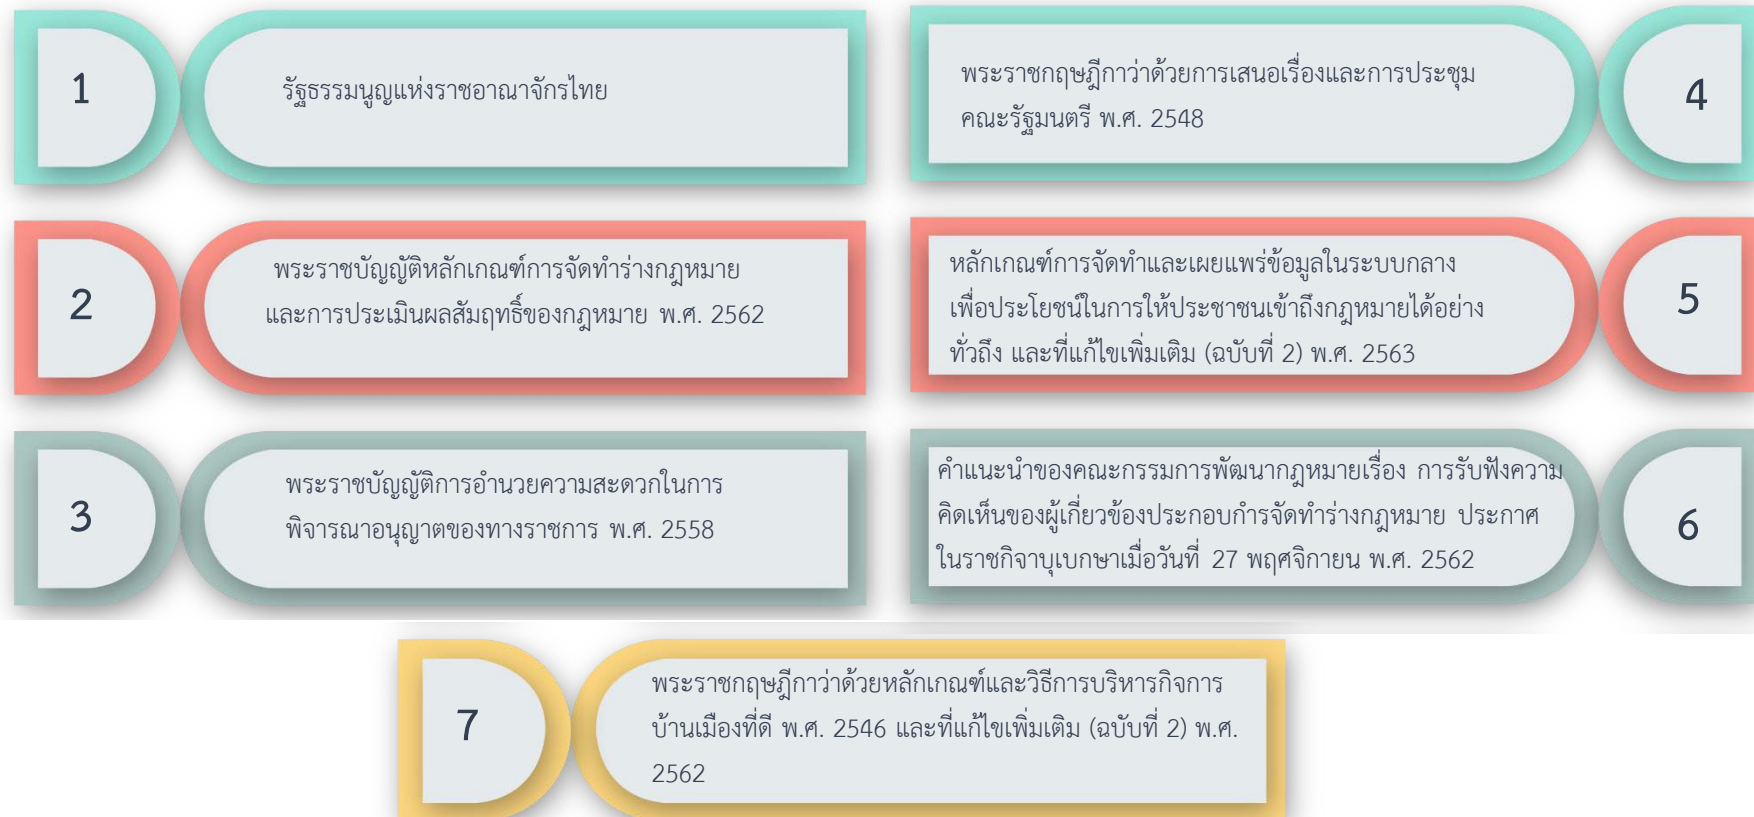 1
รัฐธรรมนูญแห่งราชอาณาจักรไทย
2
พระราชบัญญัติหลักเกณฑ์การจัดทำร่างกฎหมาย
และการประเมินผลสัมฤทธิ์ของกฎหมาย พ.ศ. 2562
3
พระราชบัญญัติการอำนวยความสะดวกในการ
พิจารณาอนุญาตของทางราชการ พ.ศ. 2558
พระราชกฤษฎีกาว่าด้วยการเสนอเรื่องและการประชุม
คณะรัฐมนตรี พ.ศ. 2548
4
หลักเกณฑ์การจัดทำและเผยแพร่ข้อมูลในระบบกลาง
เพื่อประโยชน์ในการให้ประชาชนเข้าถึงกฎหมายได้อย่าง
ทั่วถึง และที่แก้ไขเพิ่มเติม (ฉบับที่ 2) พ.ศ. 2563
5
คำแนะนำของคณะกรรมการพัฒนากฎหมายเรื่อง การรับฟังความ
คิดเห็นของผู้เกี่ยวข้องประกอบกำรจัดทำร่างกฎหมาย ประกาศ
ในราชกิจาบุเบกษาเมื่อวันที่ 27 พฤศจิกายน พ.ศ. 2562
6
7
พระราชกฤษฎีกาว่าด้วยหลักเกณฑ์และวิธีการบริหารกิจการ
บ้านเมืองที่ดี พ.ศ. 2546 และที่แก้ไขเพิ่มเติม (ฉบับที่ 2) พ.ศ.
2562